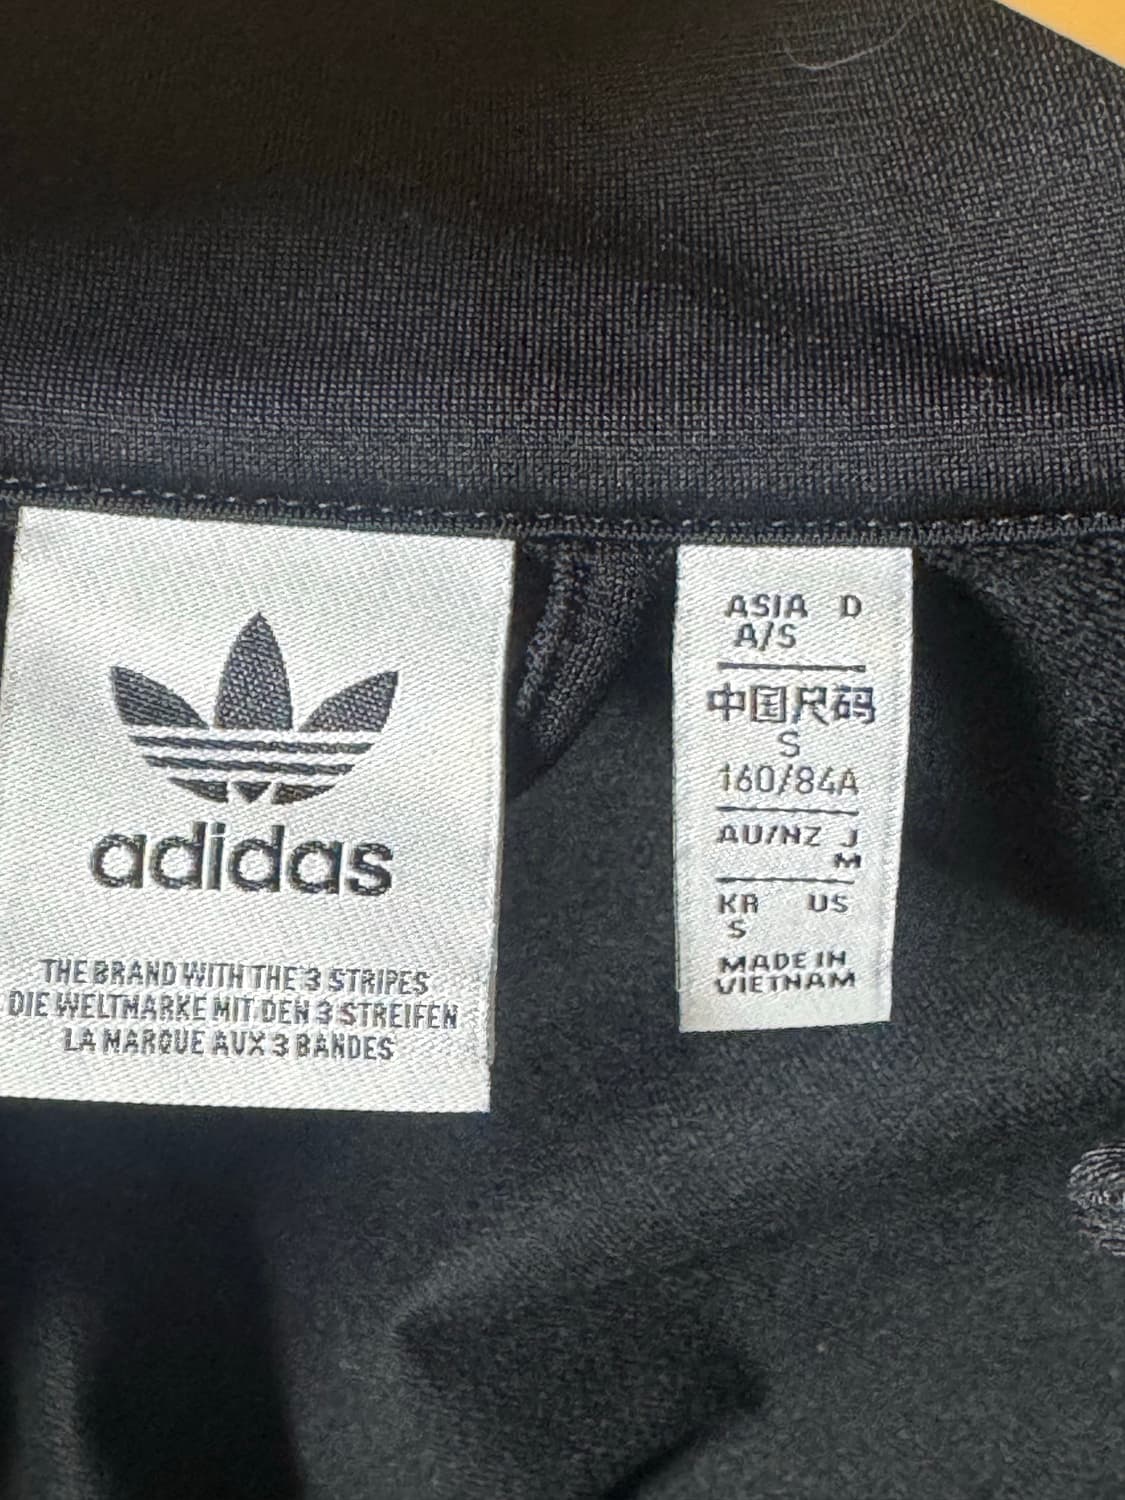 adidas
THE BRAND WITH THE 3 STRIPES
DIE WELTMARKE MIT DEN 3 STREIFEN
LA MARQUE AUX 3 BANDES
ASIA D
A/S
中国尺码
S
160/84A
AU/NZ J
M
KR US
S
MADE IN
VIETNAM